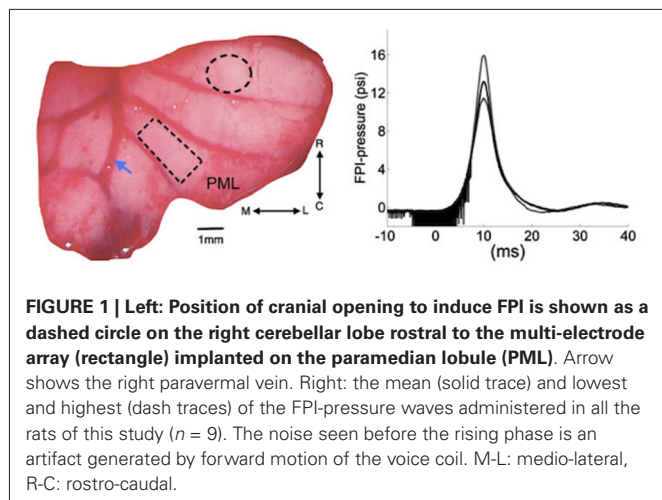 PML
R
C
M
L
1mm
FPI-pressure (psi)
16
12
8
4
0
-10 0 10 20 30 40
(ms)
FIGURE 1 | Left: Position of cranial opening to induce FPI is shown as a
dashed circle on the right cerebellar lobe rostral to the multi-electrode
array (rectangle) implanted on the paramedian lobule (PML). Arrow
shows the right paravermal vein. Right: the mean (solid trace) and lowest
and highest (dash traces) of the FPI-pressure waves administered in all the
rats of this study (n = 9). The noise seen before the rising phase is an
artifact generated by forward motion of the voice coil. M-L: medio-lateral,
R-C: rostro-caudal.